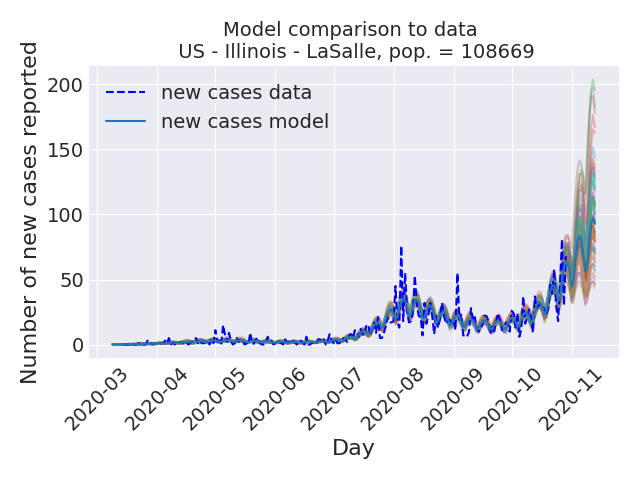 Model comparison to data
US - Illinois - LaSalle, pop. = 108669
Number of new cases reported
200
150
100
50
0
new cases data
new cases model
2020-03
2020-04
2020-05
2020-06
2020-07
2020-08
2020-09
2020-10
2020-11
Day